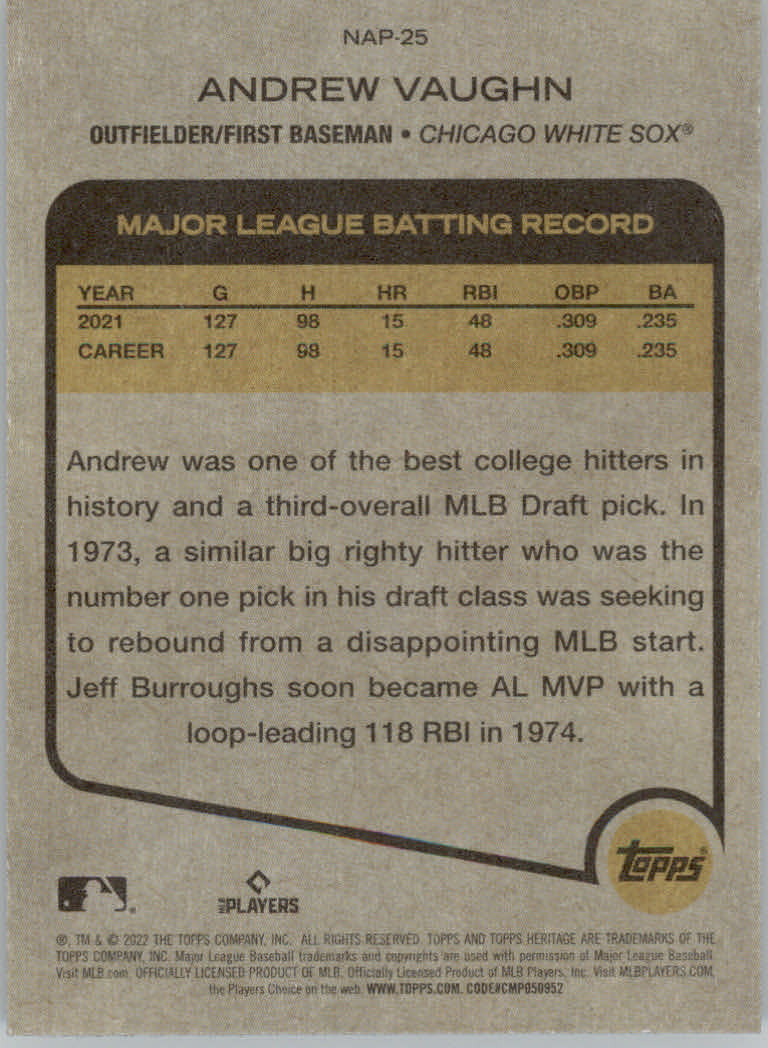 NAP-25
ANDREW VAUGHN
OUTFIELDER/FIRST BASEMAN • CHICAGO WHITE SOX®
MAJOR LEAGUE BATTING RECORD
YEAR G H HR RBI OBP BA
2021 127 98 15 48 .309 .235
CAREER 127 98 15 48 .309 .235
Andrew was one of the best college hitters in
history and a third-overall MLB Draft pick. In
1973, a similar big righty hitter who was the
number one pick in his draft class was seeking
to rebound from a disappointing MLB start.
Jeff Burroughs soon became AL MVP with a
loop-leading 118 RBI in 1974.
Topps®
MLB PLAYERS
®, TM & © 2022 THE TOPPS COMPANY, INC. ALL RIGHTS RESERVED. TOPPS AND TOPPS HERITAGE ARE TRADEMARKS OF THE
TOPPS COMPANY, INC. Major League Baseball trademarks and copyrights are used with permission of Major League Baseball.
Visit MLB.com. OFFICIALLY LICENSED PRODUCT OF MLB. Officially Licensed Product of MLB Players, Inc. Visit MLBPLAYERS.COM,
the Players Choice on the web. WWW.TOPPS.COM. CODE#CMP050952